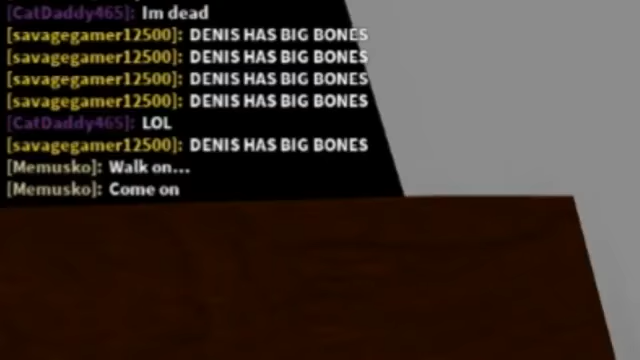 [CatDaddy465]: Im dead
[savagegamer12500]: DENIS HAS BIG BONES
[savagegamer12500]: DENIS HAS BIG BONES
[savagegamer12500]: DENIS HAS BIG BONES
[savagegamer12500]: DENIS HAS BIG BONES
[CatDaddy465]: LOL
[savagegamer12500]: DENIS HAS BIG BONES
[Memusko]: Walk on...
[Memusko]: Come on